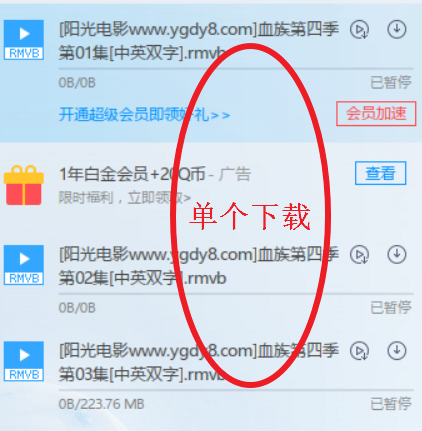 [阳光电影www.ygdy8.com]血族第四季
第01集[中英双字].rmvb
RMVB
0B/0B
已暂停
开通超级会员即领好礼>>
会员加速
1年白金会员+20Q币 - 广告
查看
限时福利，立即领取>
单个下载
[阳光电影www.ygdy8.com]血族第四季
第02集[中英双字].rmvb
RMVB
0B/0B
已暂停
[阳光电影www.ygdy8.com]血族第四季
第03集[中英双字].rmvb
RMVB
0B/223.76 MB
已暂停